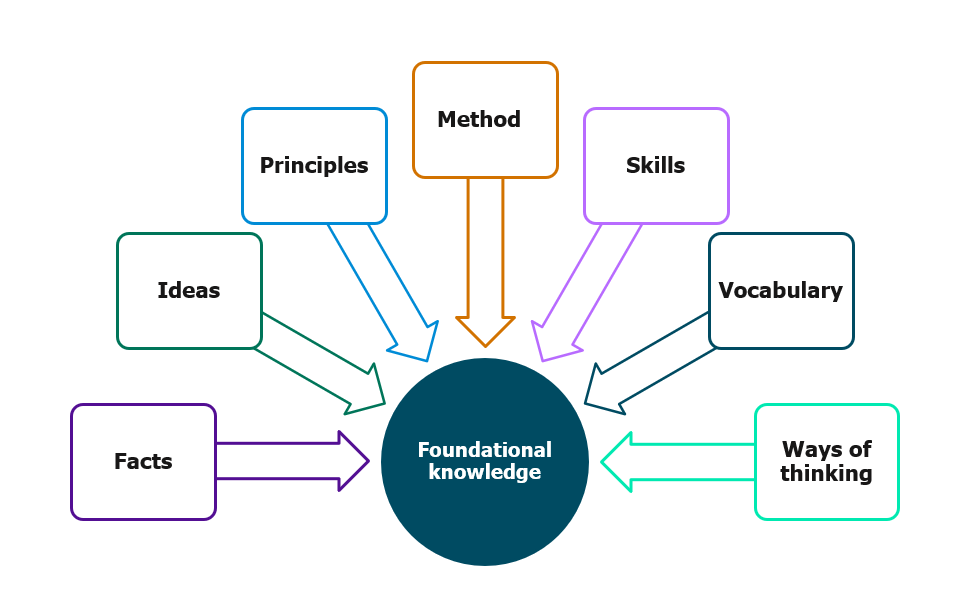 Method
Principles
Skills
Ideas
Vocabulary
Facts
Foundational
knowledge
Ways of
thinking